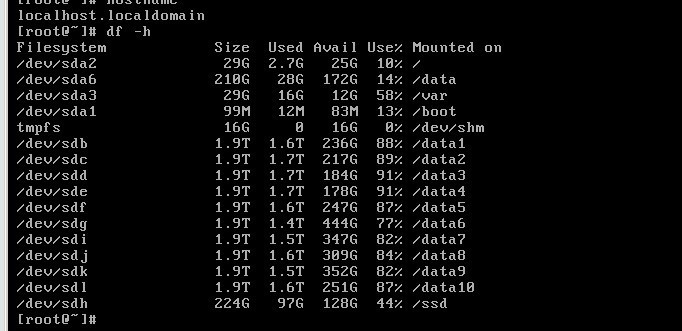 [root@~]# hostname
localhost.localdomain
[root@~]# df -h
Filesystem Size Used Avail Use% Mounted on
/dev/sda2 29G 2.7G 25G 10% /
/dev/sda6 210G 28G 172G 14% /data
/dev/sda3 29G 16G 12G 58% /var
/dev/sda1 99M 12M 83M 13% /boot
tmpfs 16G 0 16G 0% /dev/shm
/dev/sdb 1.9T 1.6T 236G 88% /data1
/dev/sdc 1.9T 1.7T 217G 89% /data2
/dev/sdd 1.9T 1.7T 184G 91% /data3
/dev/sde 1.9T 1.7T 178G 91% /data4
/dev/sdf 1.9T 1.6T 247G 87% /data5
/dev/sdg 1.9T 1.4T 444G 77% /data6
/dev/sdi 1.9T 1.5T 347G 82% /data7
/dev/sdj 1.9T 1.6T 309G 84% /data8
/dev/sdk 1.9T 1.5T 352G 82% /data9
/dev/sdl 1.9T 1.6T 251G 87% /data10
/dev/sdh 224G 97G 128G 44% /ssd
[root@~]#